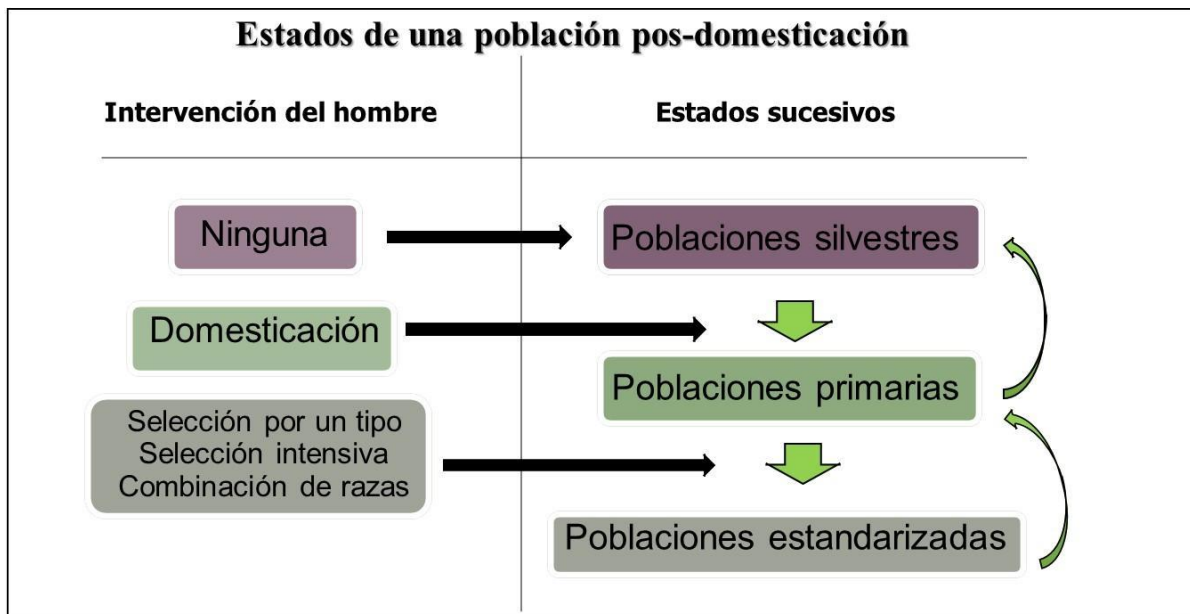 Estados de una población pos-domesticación
Intervención del hombre
Estados sucesivos
Ninguna
Poblaciones silvestres
Domesticación
Poblaciones primarias
Selección por un tipo
Selección intensiva
Combinación de razas
Poblaciones estandarizadas